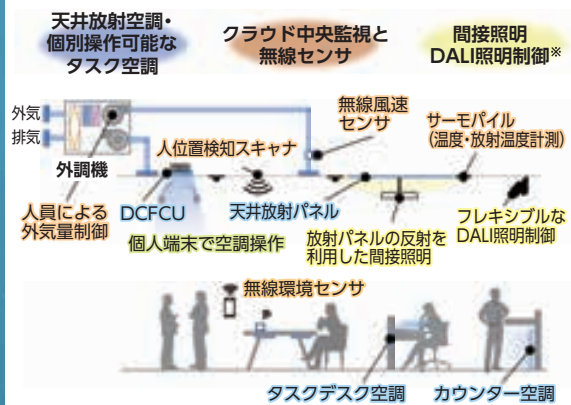 天井放射空調・
個別操作可能な
タスク空調
クラウド中央監視と
無線センサ
間接照明
DALI照明制御※
外気
排気
外調機
人員による
外気量制御
DCFCU
人位置検知スキャナ
個人端末で空調操作
無線風速
センサ
天井放射パネル
サーモパイル
（温度・放射温度計測）
放射パネルの反射を
利用した間接照明
フレキシブルな
DALI照明制御
無線環境センサ
タスクデスク空調
カウンター空調